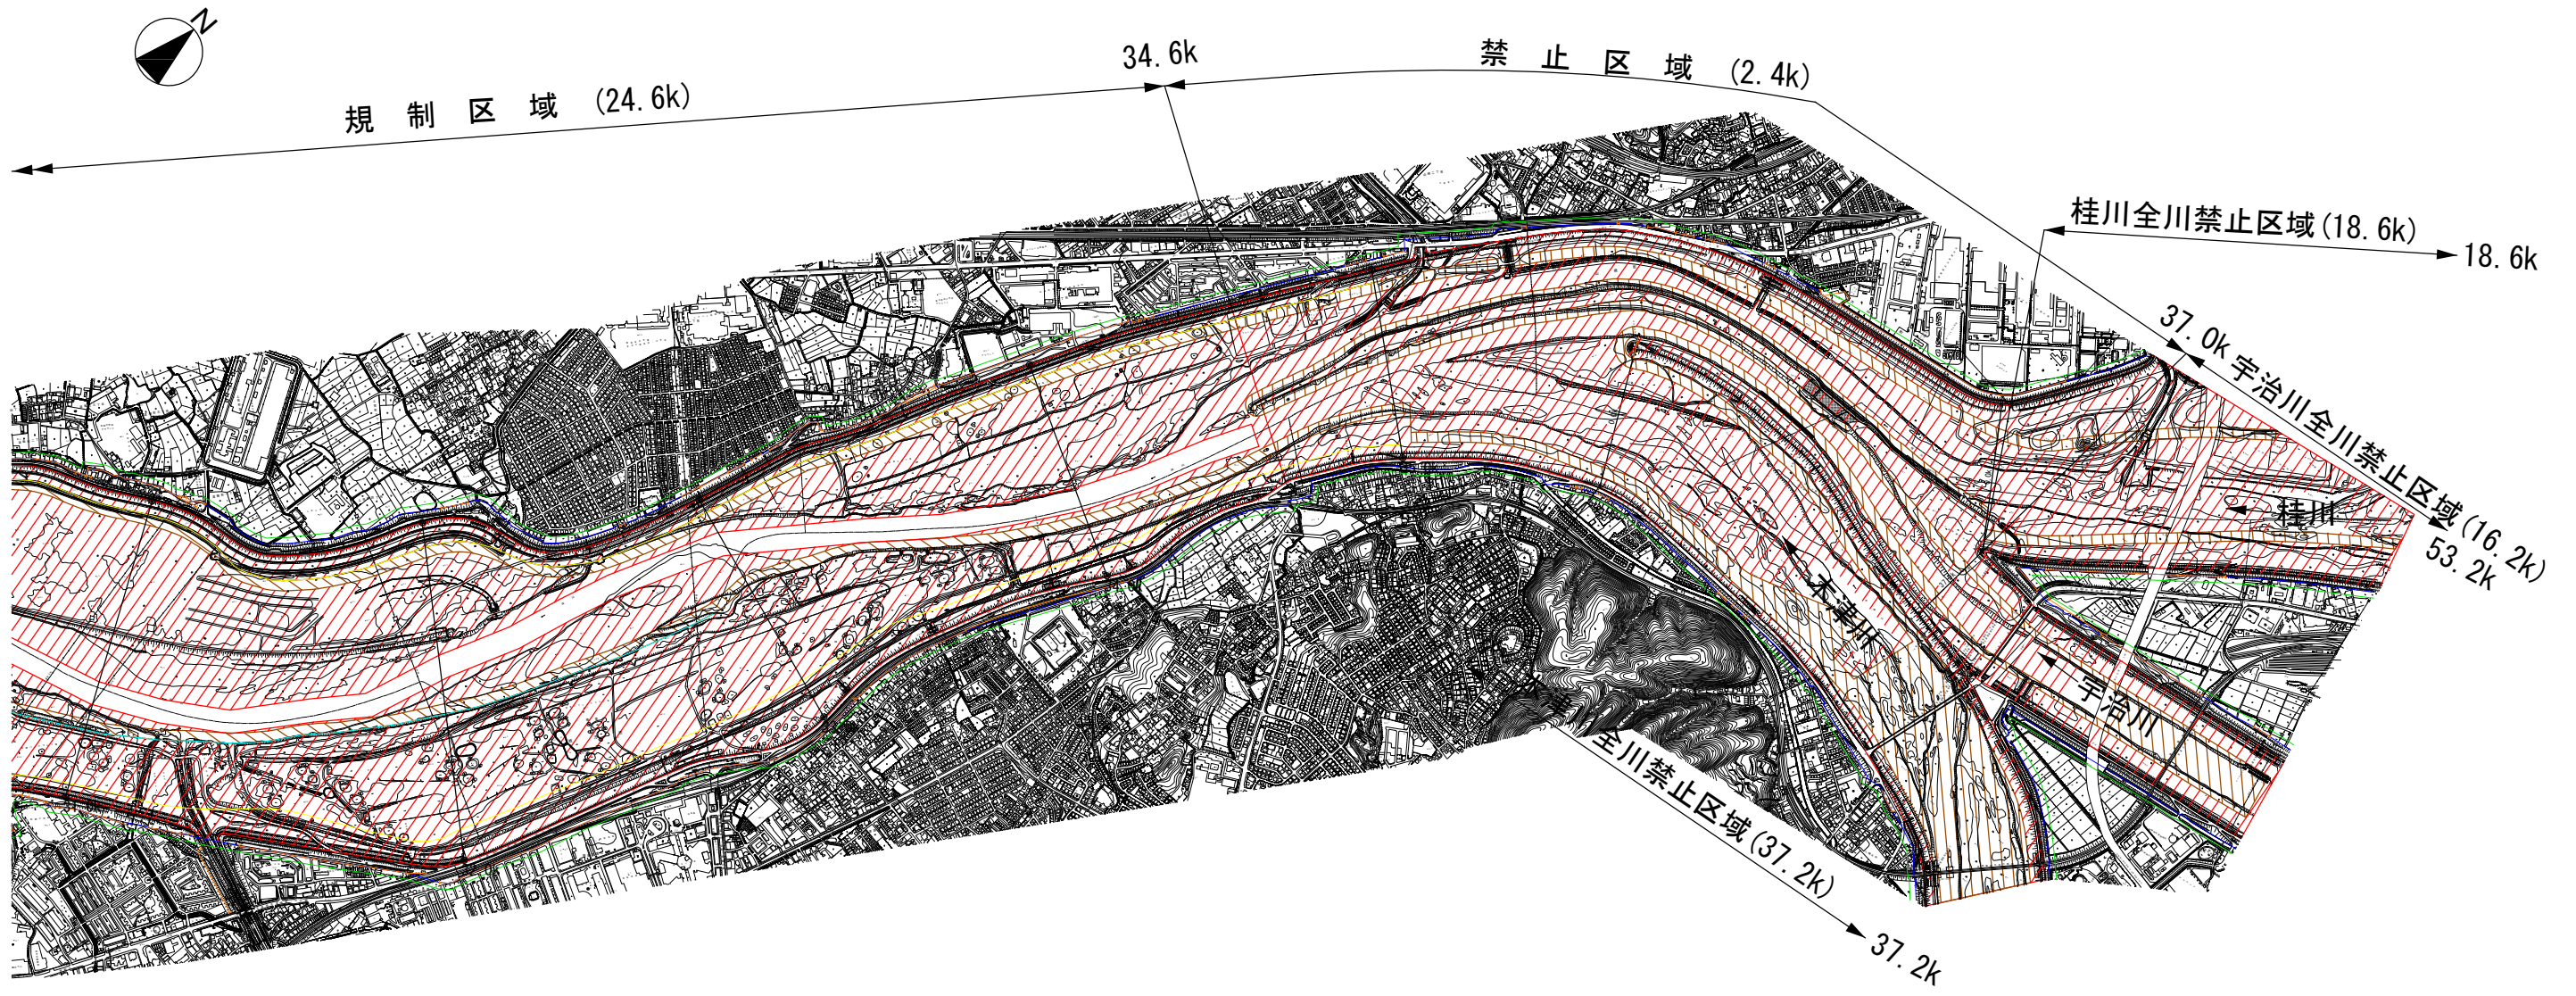 N
規制区域 (24.6k)
34.6k
禁止区域 (2.4k)
桂川全川禁止区域(18.6k)
18.6k
37.0k
宇治川全川禁止区域(16.2k)
53.2k
桂川
木津川
宇治川
全川禁止区域(37.2k)
37.2k